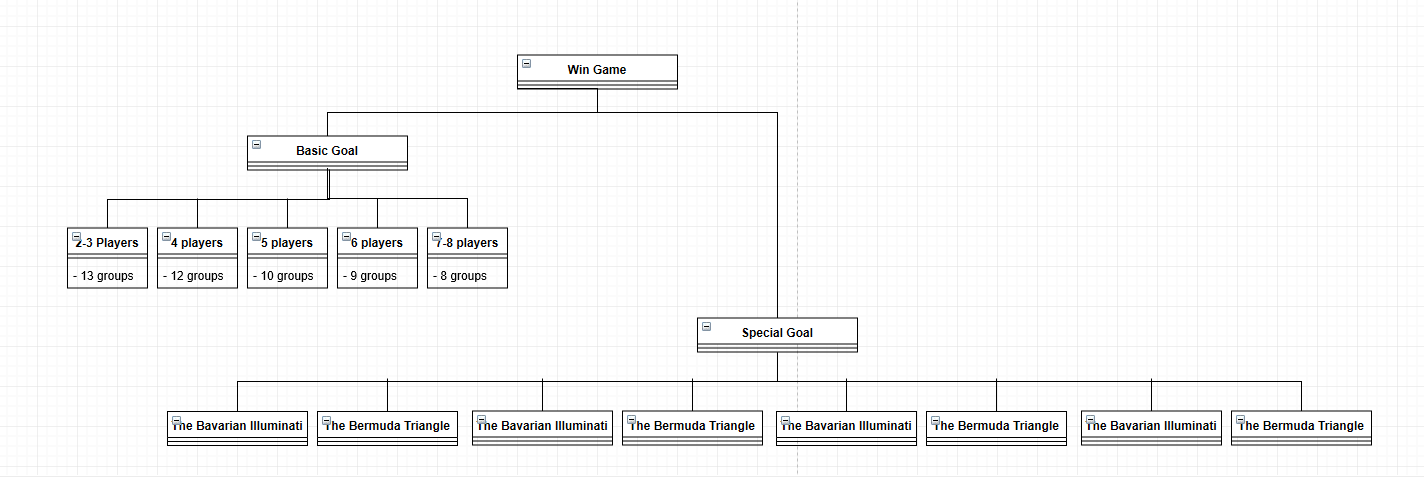 Win Game
Basic Goal
2-3 Players
4 players
5 players
6 players
7-8 players
- 13 groups
- 12 groups
- 10 groups
- 9 groups
- 8 groups
Special Goal
The Bavarian Illuminati
The Bermuda Triangle
The Bavarian Illuminati
The Bermuda Triangle
The Bavarian Illuminati
The Bermuda Triangle
The Bavarian Illuminati
The Bermuda Triangle